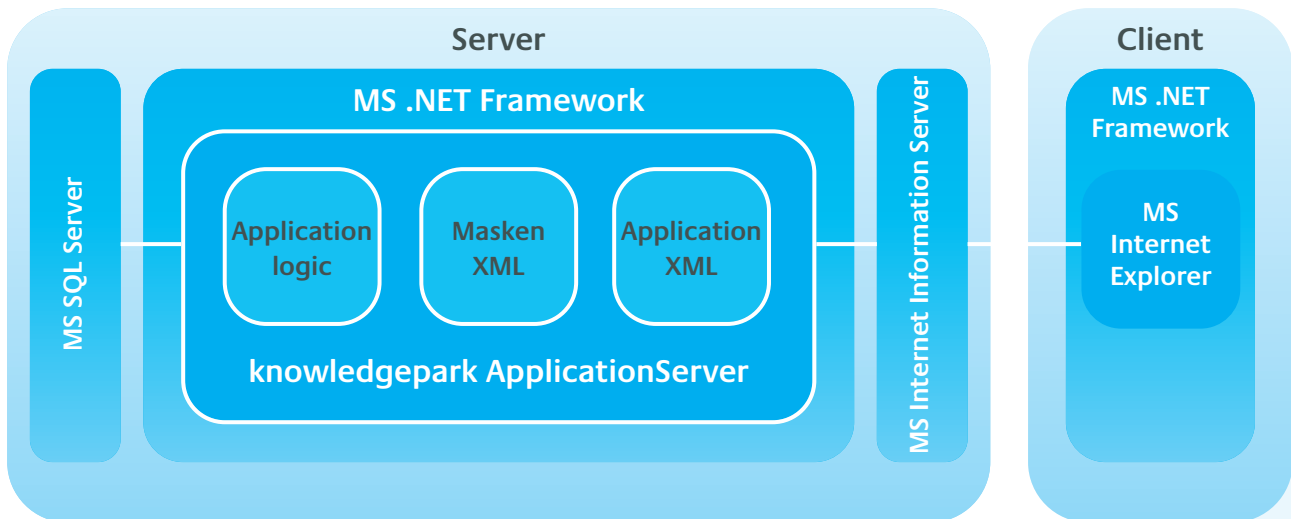 Server
MS SQL Server
MS .NET Framework
Application
logic
Masken
XML
Application
XML
knowledgepark ApplicationServer
MS Internet Information Server
Client
MS .NET
Framework
MS
Internet
Explorer